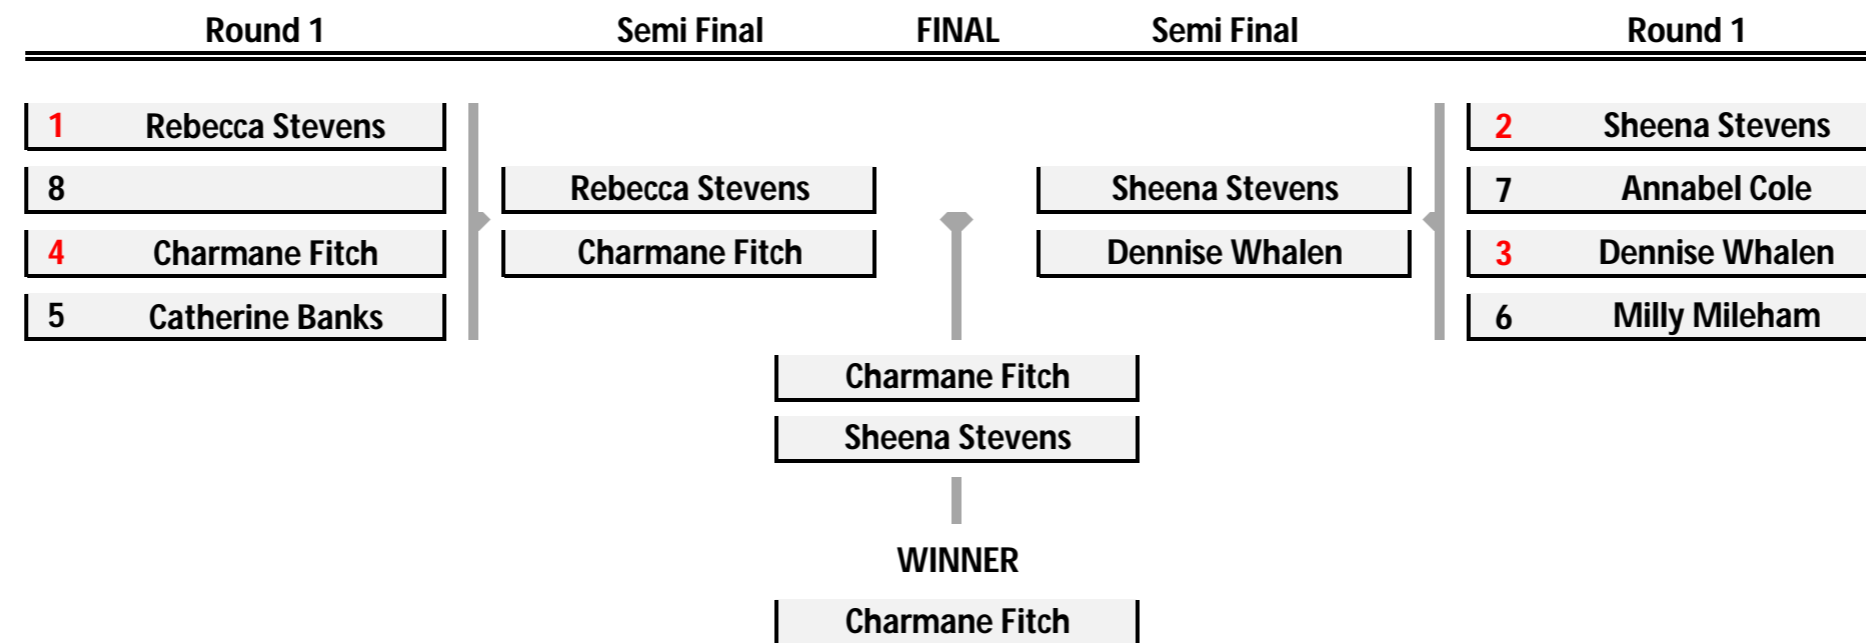 Round 1 Semi Final FINAL Semi Final Round 1
1 Rebecca Stevens
2 Sheena Stevens
8
Rebecca Stevens
Sheena Stevens
7 Annabel Cole
4 Charmane Fitch
Charmane Fitch
Dennise Whalen
3 Dennise Whalen
5 Catherine Banks
6 Milly Mileham
Charmane Fitch
Sheena Stevens
WINNER
Charmane Fitch